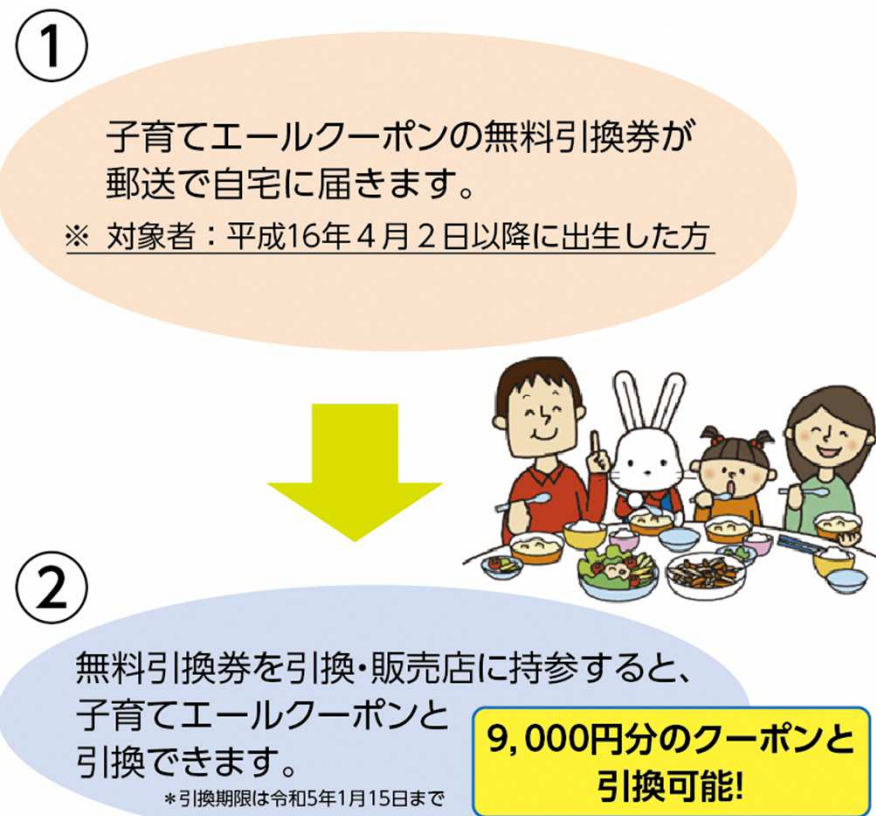 ①
子育てエールクーポンの無料引換券が
郵送で自宅に届きます。
※ 対象者：平成16年４月２日以降に出生した方
②
無料引換券を引換・販売店に持参すると、
子育てエールクーポンと
引換できます。
＊引換期限は令和5年1月15日まで
9,000円分のクーポンと
引換可能!